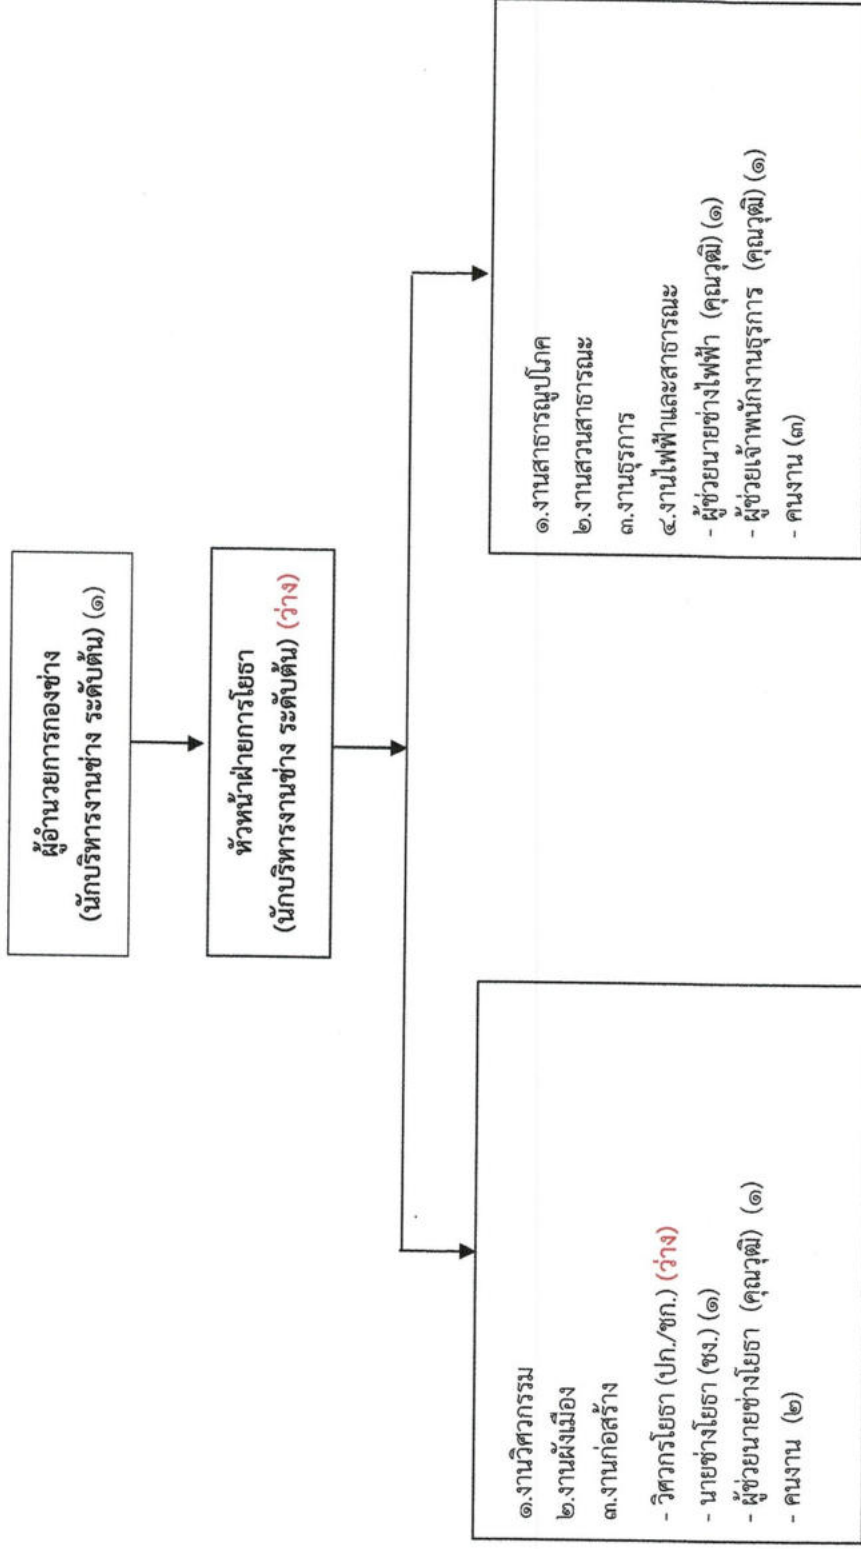 ผู้อำนวยการกองช่าง
(นักบริหารงานช่าง ระดับต้น) (๑)
หัวหน้าฝ่ายการโยธา
(นักบริหารงานช่าง ระดับต้น) (ว่าง)
๑.งานวิศวกรรม
๒.งานผังเมือง
๓.งานก่อสร้าง
- วิศวกรโยธา (ปก./ชก.) (ว่าง)
- นายช่างโยธา (ชง.) (๑)
- ผู้ช่วยนายช่างโยธา (คุณวุฒิ) (๑)
- คนงาน (๒)
๑.งานสาธารณูปโภค
๒.งานสวนสาธารณะ
๓.งานธุรการ
๔.งานไฟฟ้าและสาธารณะ
- ผู้ช่วยนายช่างไฟฟ้า (คุณวุฒิ) (๑)
- ผู้ช่วยเจ้าพนักงานธุรการ (คุณวุฒิ) (๑)
- คนงาน (๓)